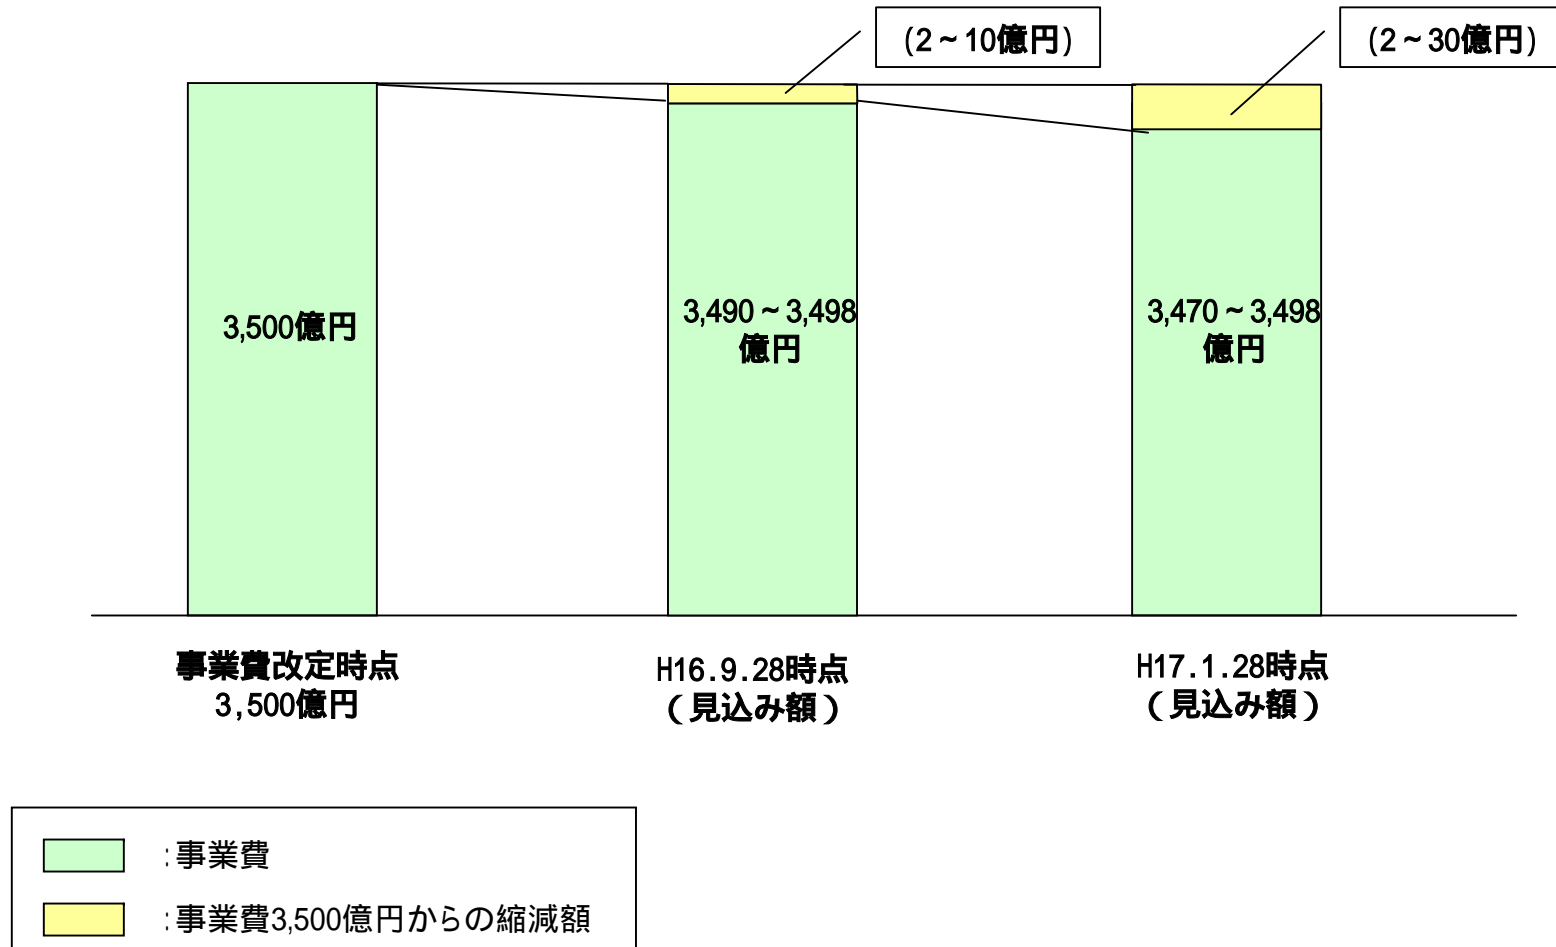 (2～10億円)
(2～30億円)
3,500億円
3,490～3,498
億円
3,470～3,498
億円
事業費改定時点
3,500億円
H16.9.28時点
（見込み額）
H17.1.28時点
（見込み額）
:事業費
:事業費3,500億円からの縮減額